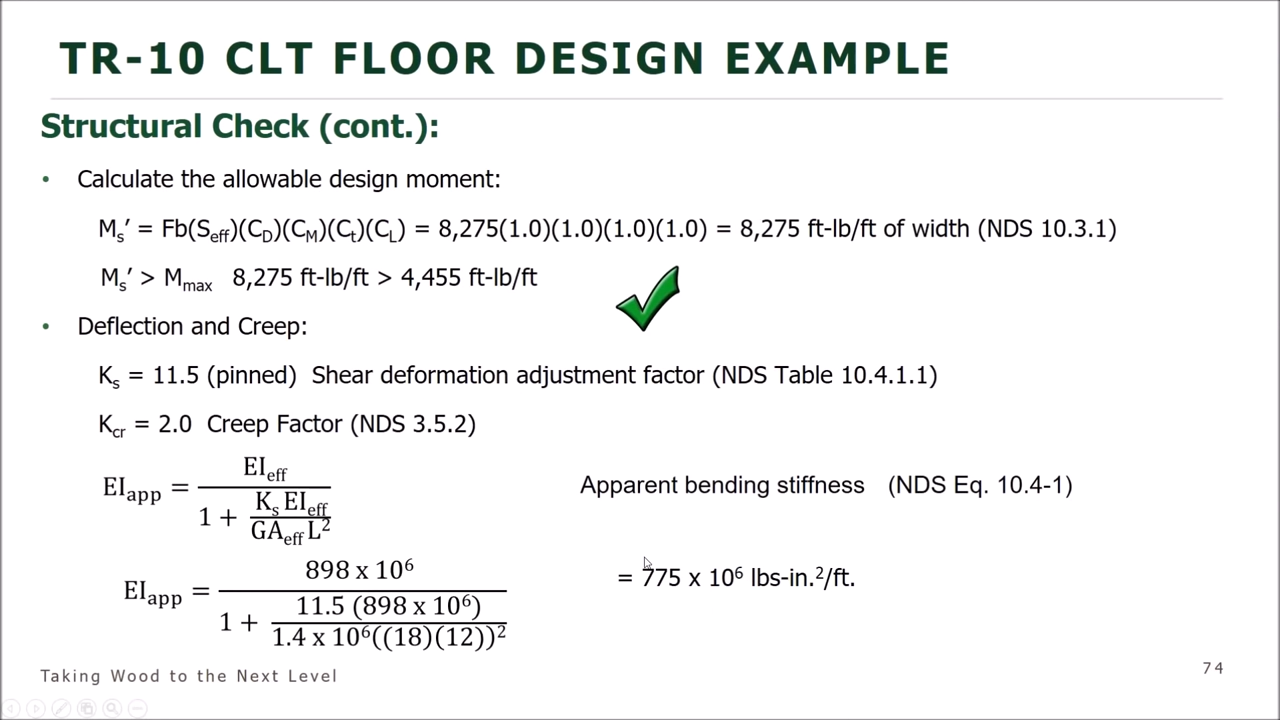 TR-10 CLT FLOOR DESIGN EXAMPLE
Structural Check (cont.):
• Calculate the allowable design moment:
Ms′ = Fb(Seff)(CD)(CM)(Ct)(CL) = 8,275(1.0)(1.0)(1.0)(1.0) = 8,275 ft-lb/ft of width (NDS 10.3.1)
Ms′ > Mmax 8,275 ft-lb/ft > 4,455 ft-lb/ft
• Deflection and Creep:
Ks = 11.5 (pinned) Shear deformation adjustment factor (NDS Table 10.4.1.1)
Kcr = 2.0 Creep Factor (NDS 3.5.2)
EIapp = EIeff / (1 + (Ks EIeff / GAeff L²)) Apparent bending stiffness (NDS Eq. 10.4-1)
EIapp = 898 x 10⁶ / (1 + (11.5 (898 x 10⁶) / 1.4 x 10⁶((18)(12))²)) = 775 x 10⁶ lbs-in.²/ft.
Taking Wood to the Next Level
74